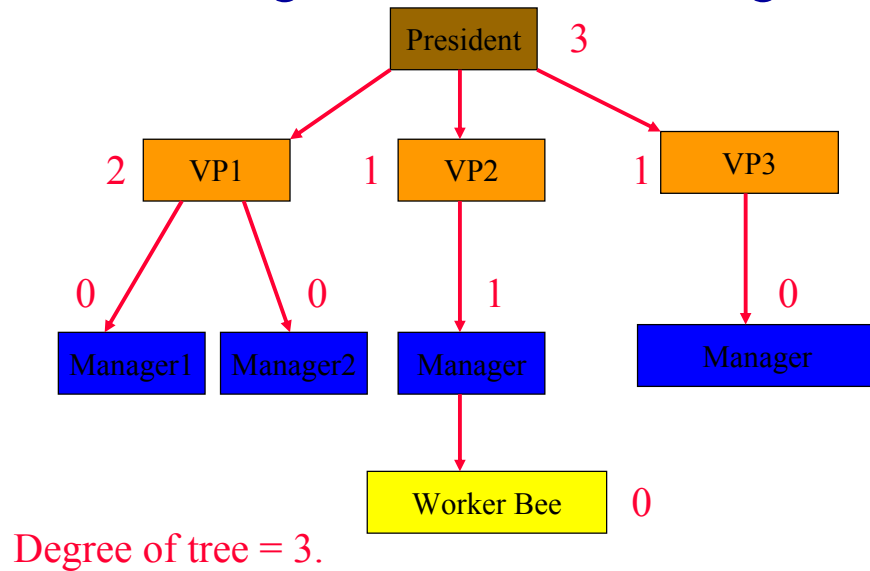 President 3
2 VP1 1 VP2 1 VP3
0 0 1 0
Manager1 Manager2 Manager Manager
Worker Bee 0
Degree of tree = 3.